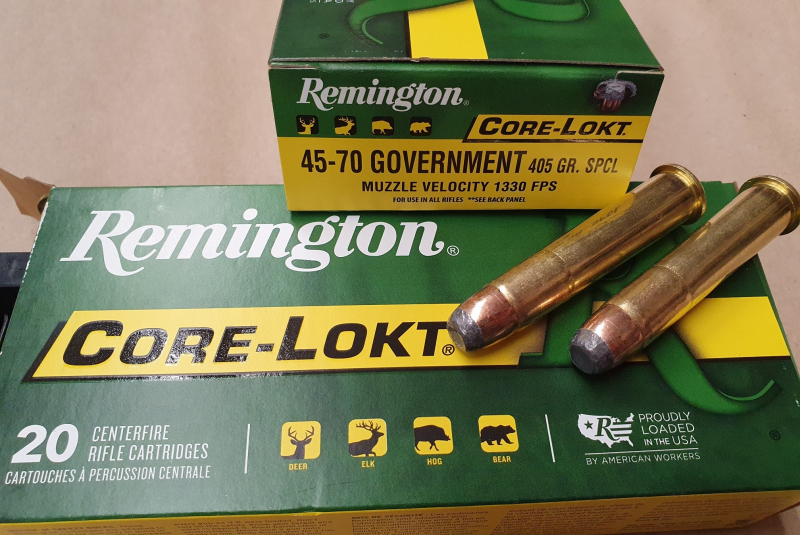 Remington®
CORE-LOKT®
45-70 GOVERNMENT 405 GR. SPCL
MUZZLE VELOCITY 1330 FPS
FOR USE IN ALL RIFLES **SEE BACK PANEL
Remington®
CORE-LOKT®
20 CENTERFIRE
RIFLE CARTRIDGES
CARTOUCHES À PERCUSSION CENTRALE
DEER ELK HOG BEAR
R
PROUDLY
LOADED
IN THE USA
BY AMERICAN WORKERS